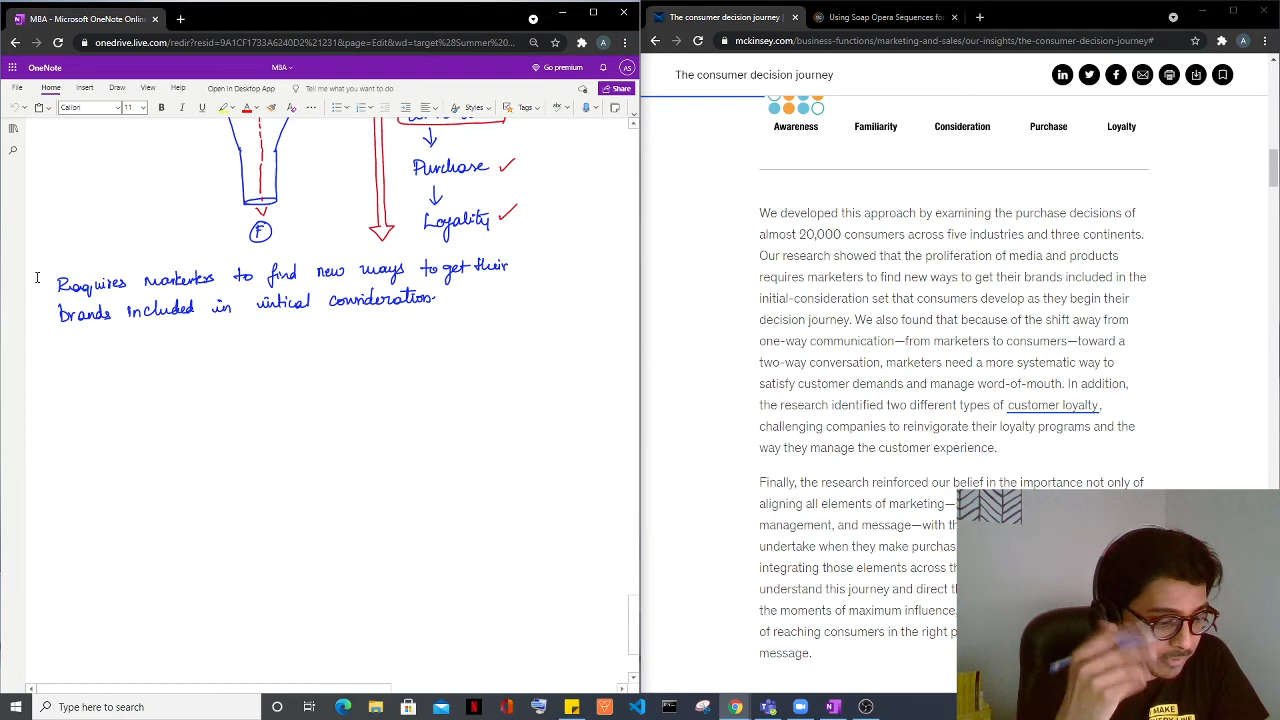 MBA - Microsoft OneNote Online
onedrive.live.com/redir?resid=9A1CF1733A6240D2%21231&page=Edit&wd=target%28Summer%20...
OneNote
MBA
Go premium
AS
File Home Insert Draw View Help Open in Desktop App Tell me what you want to do
Share
Calibri 11 B I U A Styles Tags
Purchase
Loyality
F
Requires markerters to find new ways to get their
brands included in intical consideration.
The consumer decision journey
Using Soap Opera Sequences fo
mckinsey.com/business-functions/marketing-and-sales/our-insights/the-consumer-decision-journey#
The consumer decision journey
Awareness Familiarity Consideration Purchase Loyalty
We developed this approach by examining the purchase decisions of
almost 20,000 consumers across five industries and three continents.
Our research showed that the proliferation of media and products
requires marketers to find new ways to get their brands included in the
initial-consideration set that consumers develop as they begin their
decision journey. We also found that because of the shift away from
one-way communication—from marketers to consumers—toward a
two-way conversation, marketers need a more systematic way to
satisfy customer demands and manage word-of-mouth. In addition,
the research identified two different types of customer loyalty,
challenging companies to reinvigorate their loyalty programs and the
way they manage the customer experience.
Finally, the research reinforced our belief in the importance not only of
aligning all elements of marketing—
management, and message—with th
undertake when they make purchas
integrating those elements across th
understand this journey and direct th
the moments of maximum influence,
of reaching consumers in the right p
message.
I MAKE
EVERY LINE
Type here to search